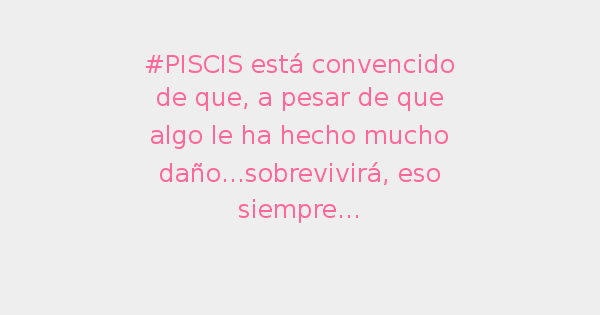 #PISCIS está convencido
de que, a pesar de que
algo le ha hecho mucho
daño...sobrevivirá, eso
siempre...